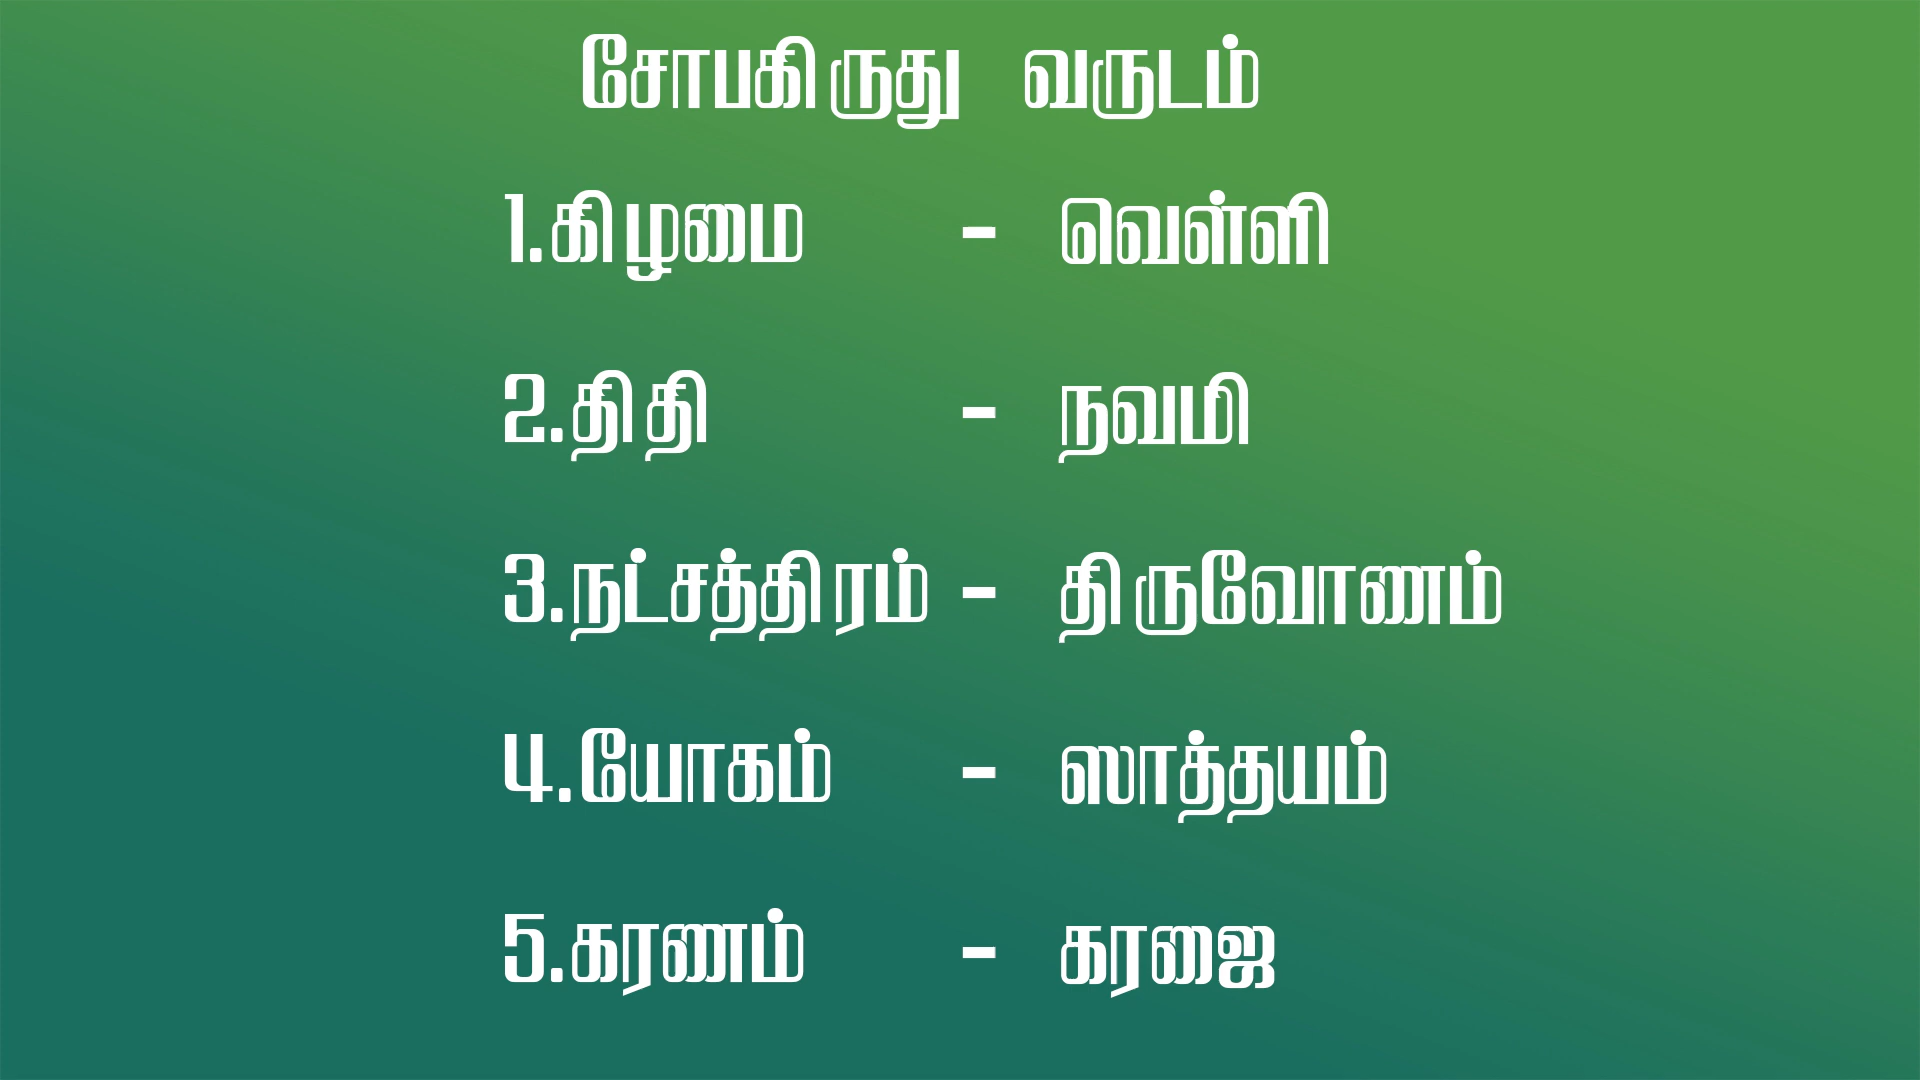 சோபகிருது வருடம்
1.கிழமை - வெள்ளி
2.திதி - நவமி
3.நட்சத்திரம் - திருவோணம்
4.யோகம் - ஸாத்தயம்
5.கரணம் - கரஜை